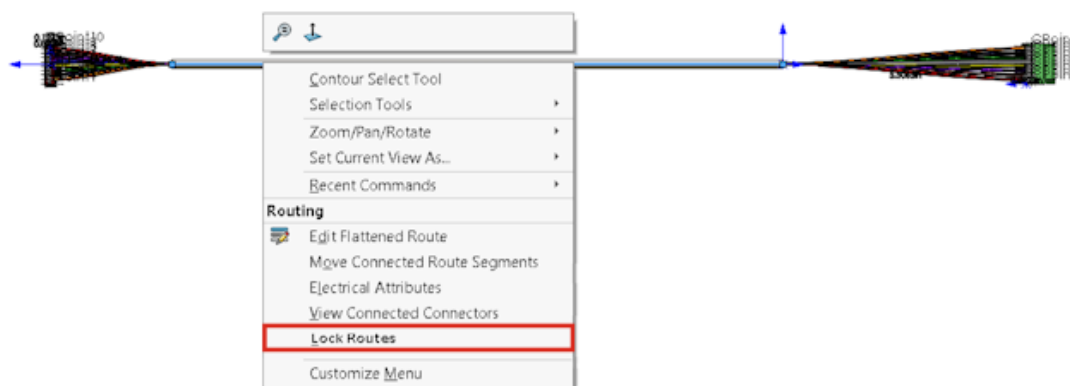 Contour Select Tool
Selection Tools
Zoom/Pan/Rotate
Set Current View As...
Recent Commands
Routing
Edit Flattened Route
Move Connected Route Segments
Electrical Attributes
View Connected Connectors
Lock Routes
Customize Menu